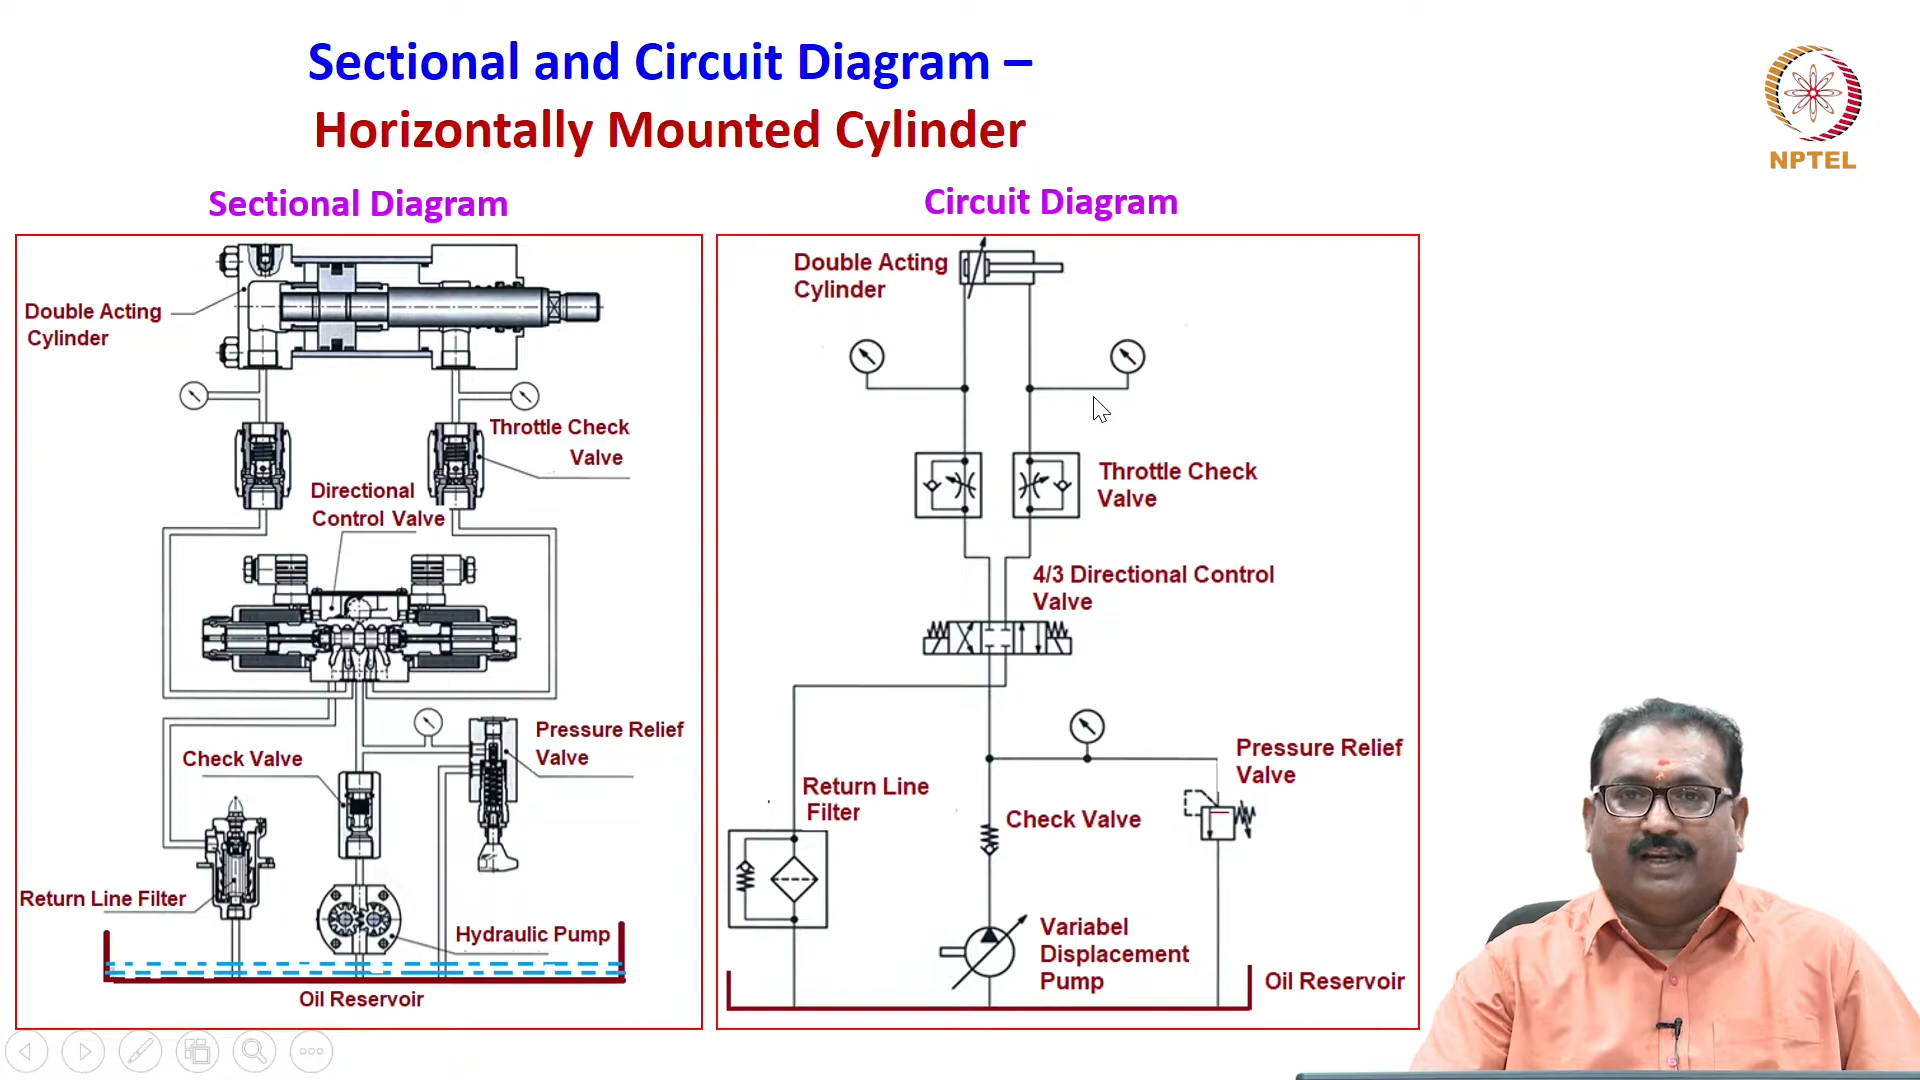 Sectional and Circuit Diagram –
Horizontally Mounted Cylinder
NPTEL
Sectional Diagram
Double Acting
Cylinder
Throttle Check
Valve
Directional
Control Valve
Pressure Relief
Valve
Check Valve
Return Line Filter
Hydraulic Pump
Oil Reservoir
Circuit Diagram
Double Acting
Cylinder
Throttle Check
Valve
4/3 Directional Control
Valve
Pressure Relief
Valve
Return Line
Filter
Check Valve
Variabel
Displacement
Pump
Oil Reservoir